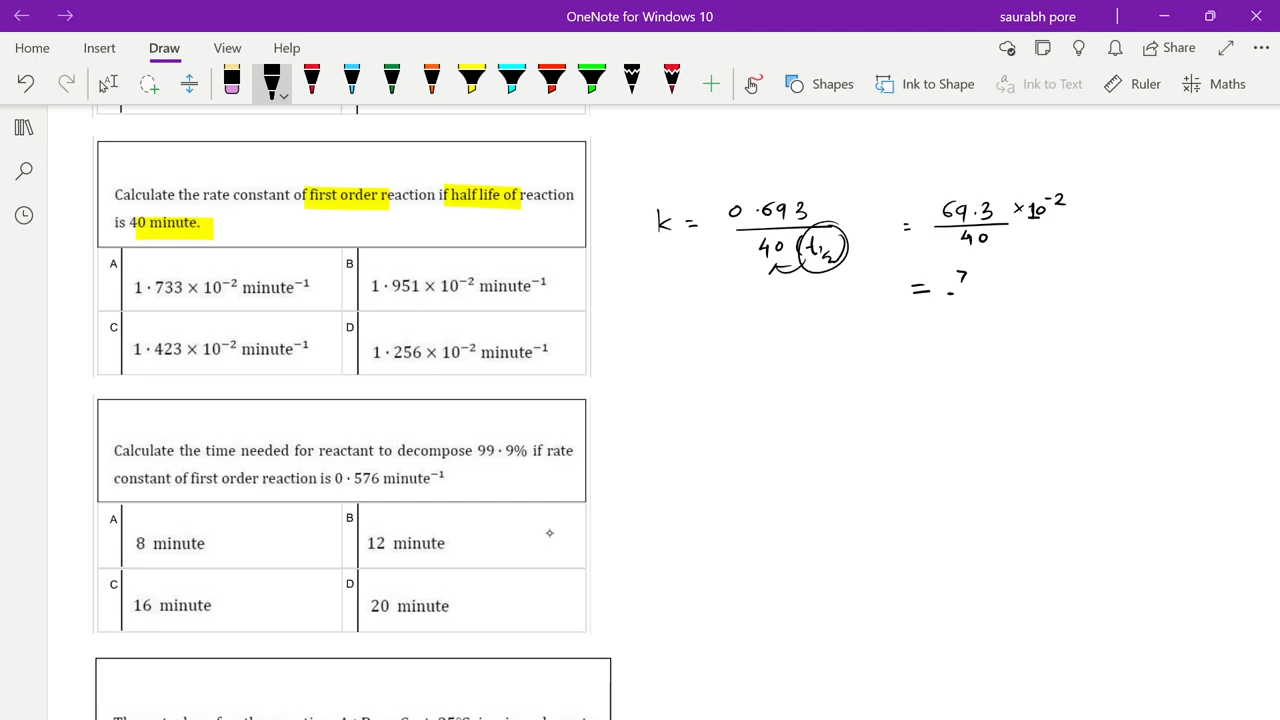 OneNote for Windows 10
saurabh pore
Home Insert Draw View Help
Share
Shapes Ink to Shape Ink to Text Ruler Maths
Calculate the rate constant of first order reaction if half life of reaction
is 40 minute.
A 1·733 × 10⁻² minute⁻¹
B 1·951 × 10⁻² minute⁻¹
C 1·423 × 10⁻² minute⁻¹
D 1·256 × 10⁻² minute⁻¹
k = 0.693 / 40 (t1/2) = 69.3 / 40 × 10⁻²
= ?
Calculate the time needed for reactant to decompose 99·9% if rate
constant of first order reaction is 0·576 minute⁻¹
A 8 minute
B 12 minute
C 16 minute
D 20 minute